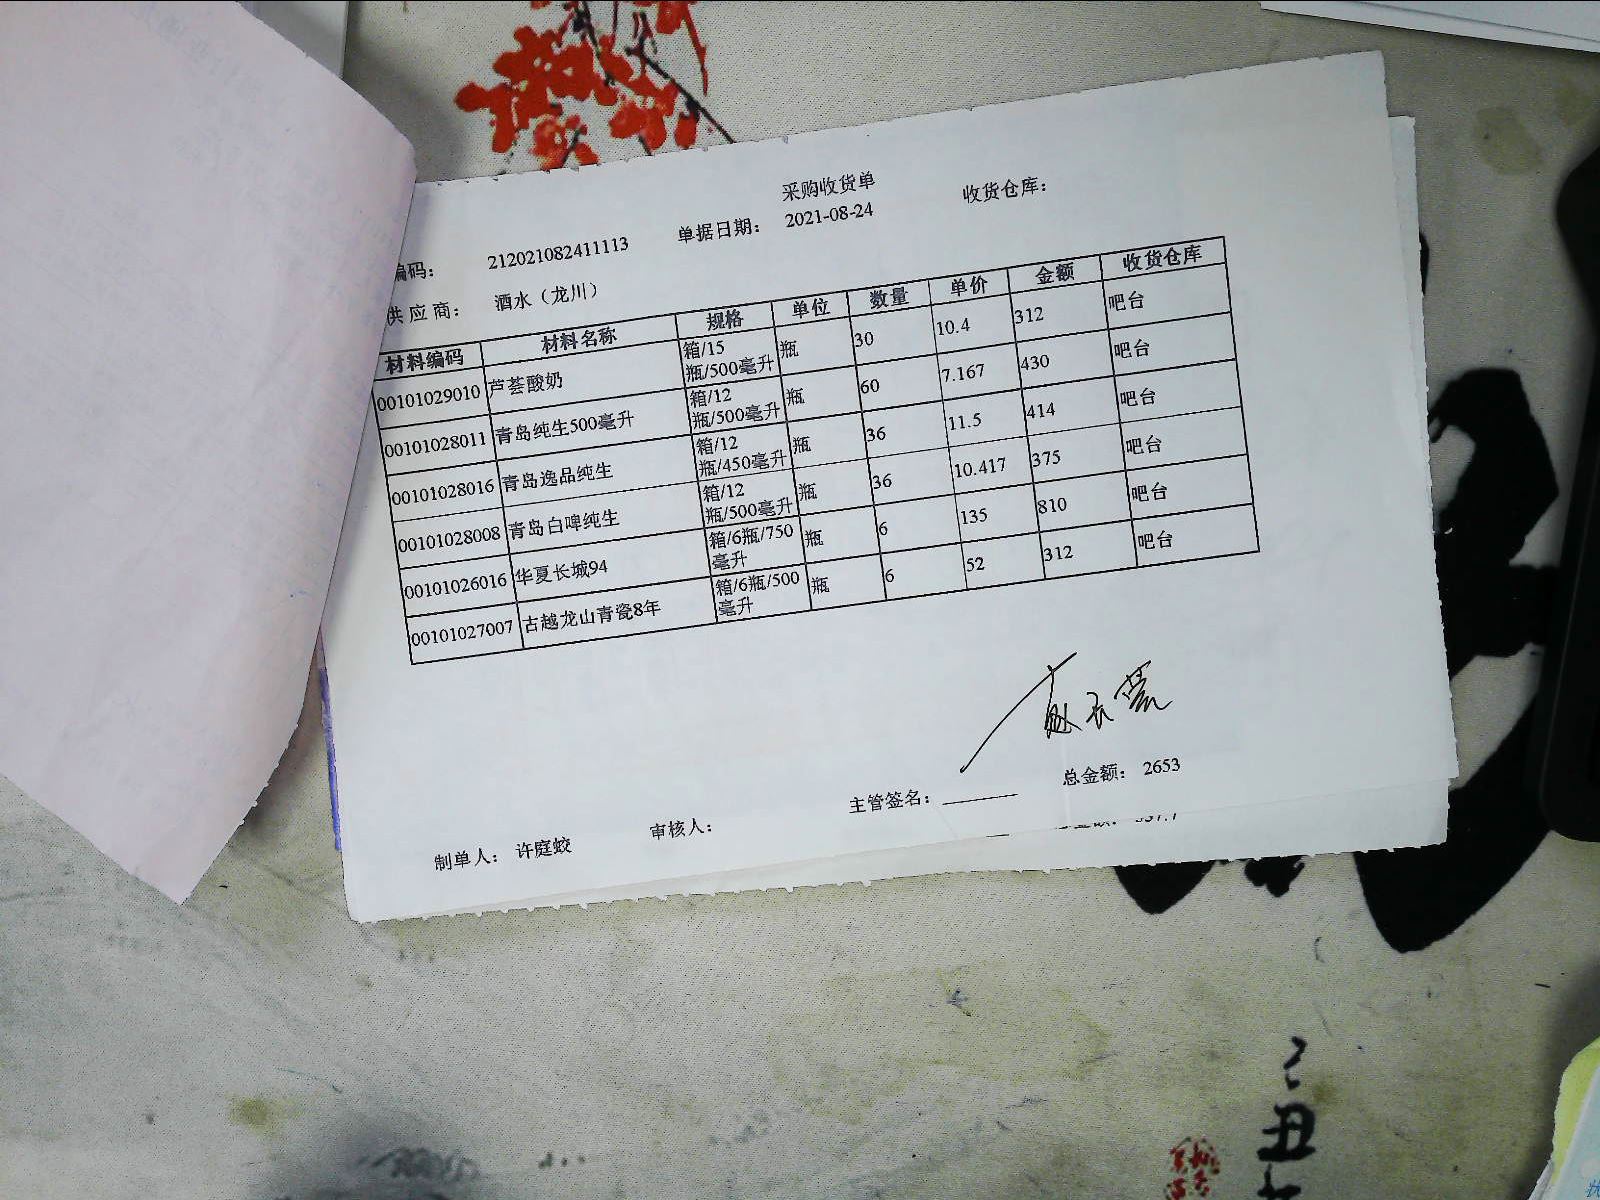 采购收货单
编码： 212021082411113 单据日期： 2021-08-24 收货仓库：
供应商： 酒水（龙川）
材料编码 材料名称 规格 单位 数量 单价 金额 收货仓库
00101029010 芦荟酸奶 箱/15瓶/500毫升 瓶 30 10.4 312 吧台
00101028011 青岛纯生500毫升 箱/12瓶/500毫升 瓶 60 7.167 430 吧台
00101028016 青岛逸品纯生 箱/12瓶/450毫升 瓶 36 11.5 414 吧台
00101028008 青岛白啤纯生 箱/12瓶/500毫升 瓶 36 10.417 375 吧台
00101026016 华夏长城94 箱/6瓶/750毫升 瓶 6 135 810 吧台
00101027007 古越龙山青瓷8年 箱/6瓶/500毫升 瓶 6 52 312 吧台
制单人： 许庭蛟 审核人： 主管签名： 总金额： 2653
丑